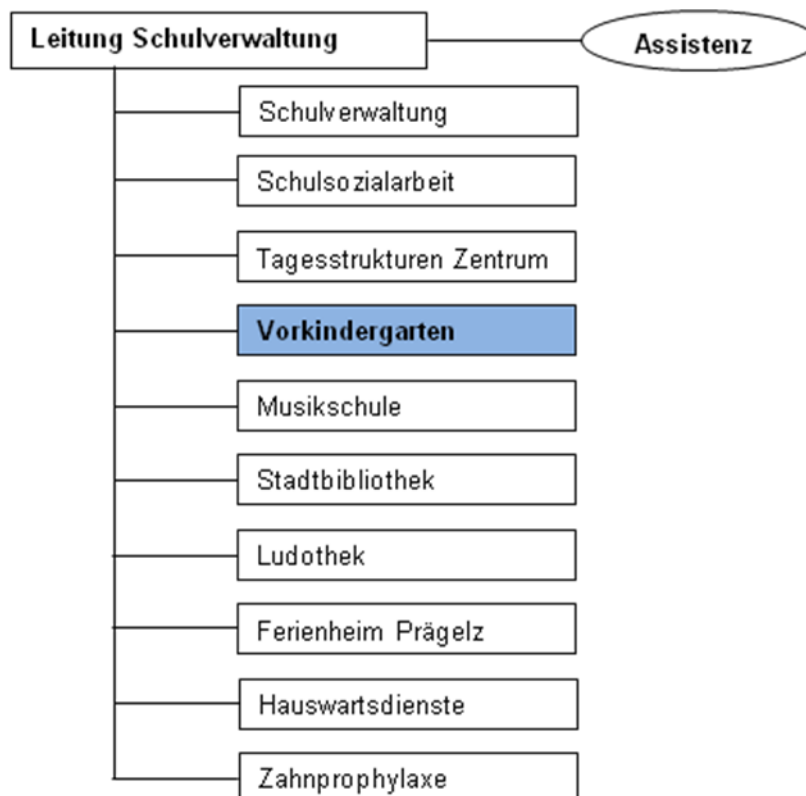 Leitung Schulverwaltung
Assistenz
Schulverwaltung
Schulsozialarbeit
Tagesstrukturen Zentrum
Vorkindergarten
Musikschule
Stadtbibliothek
Ludothek
Ferienheim Prägelz
Hauswartsdienste
Zahnprophylaxe